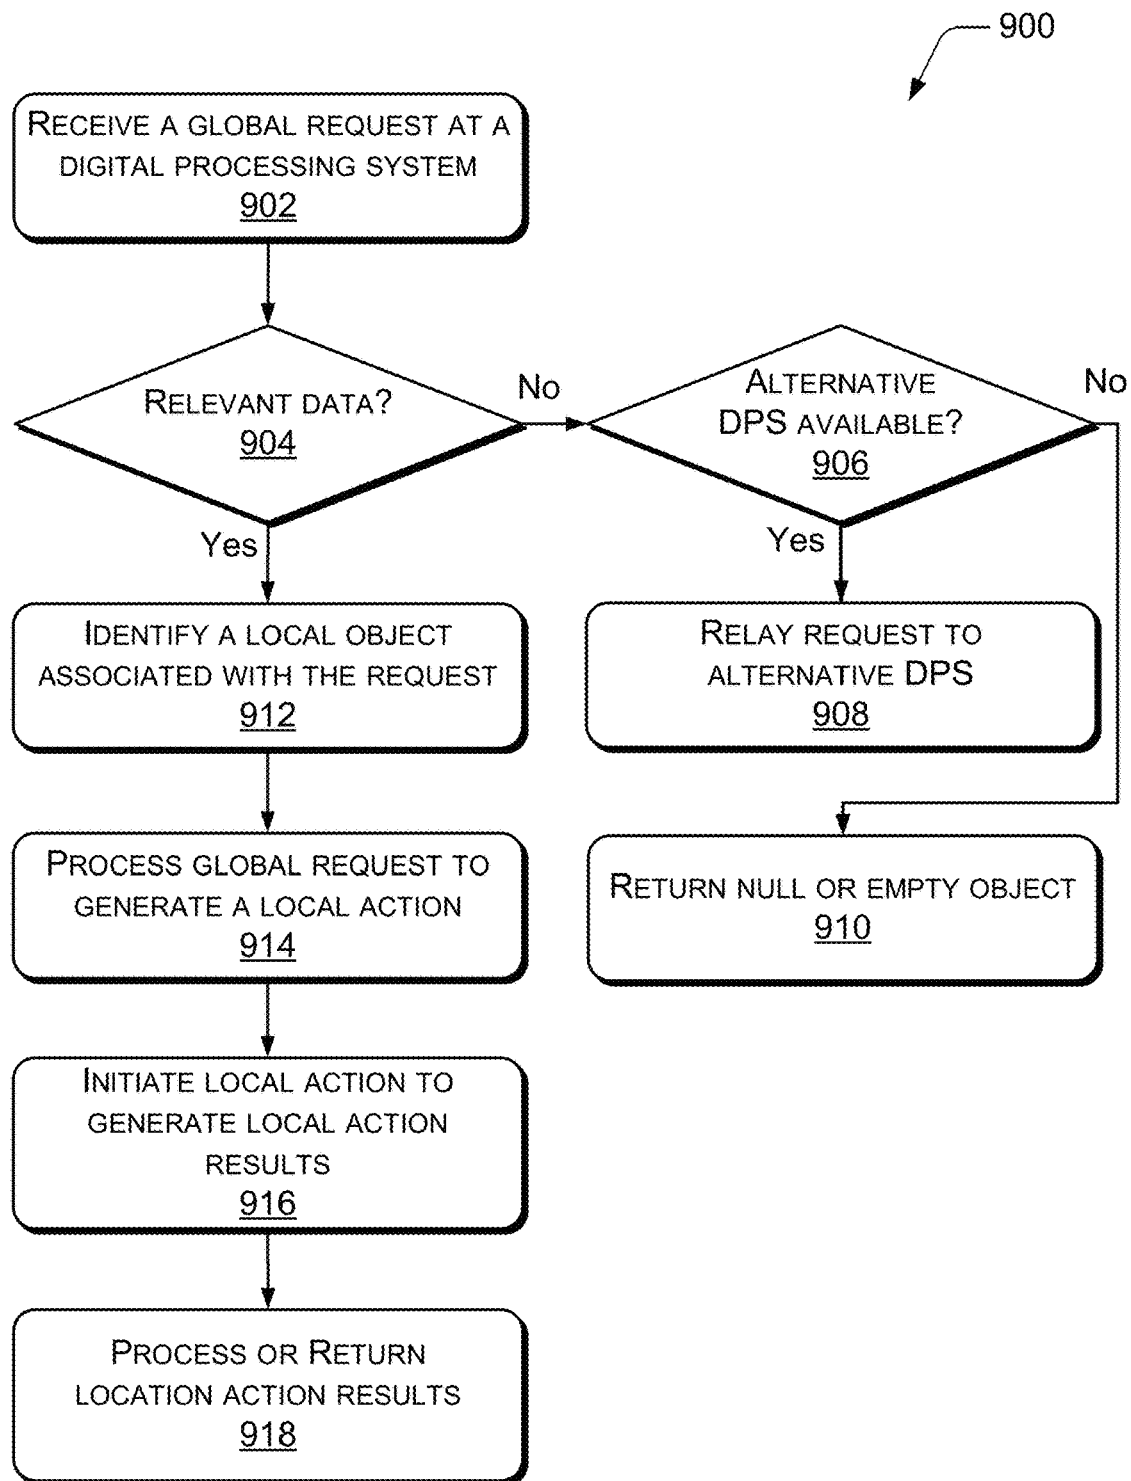 900
RECEIVE A GLOBAL REQUEST AT A
DIGITAL PROCESSING SYSTEM
902
RELEVANT DATA?
904
No
Yes
ALTERNATIVE
DPS AVAILABLE?
906
No
Yes
IDENTIFY A LOCAL OBJECT
ASSOCIATED WITH THE REQUEST
912
RELAY REQUEST TO
ALTERNATIVE DPS
908
PROCESS GLOBAL REQUEST TO
GENERATE A LOCAL ACTION
914
RETURN NULL OR EMPTY OBJECT
910
INITIATE LOCAL ACTION TO
GENERATE LOCAL ACTION
RESULTS
916
PROCESS OR RETURN
LOCATION ACTION RESULTS
918